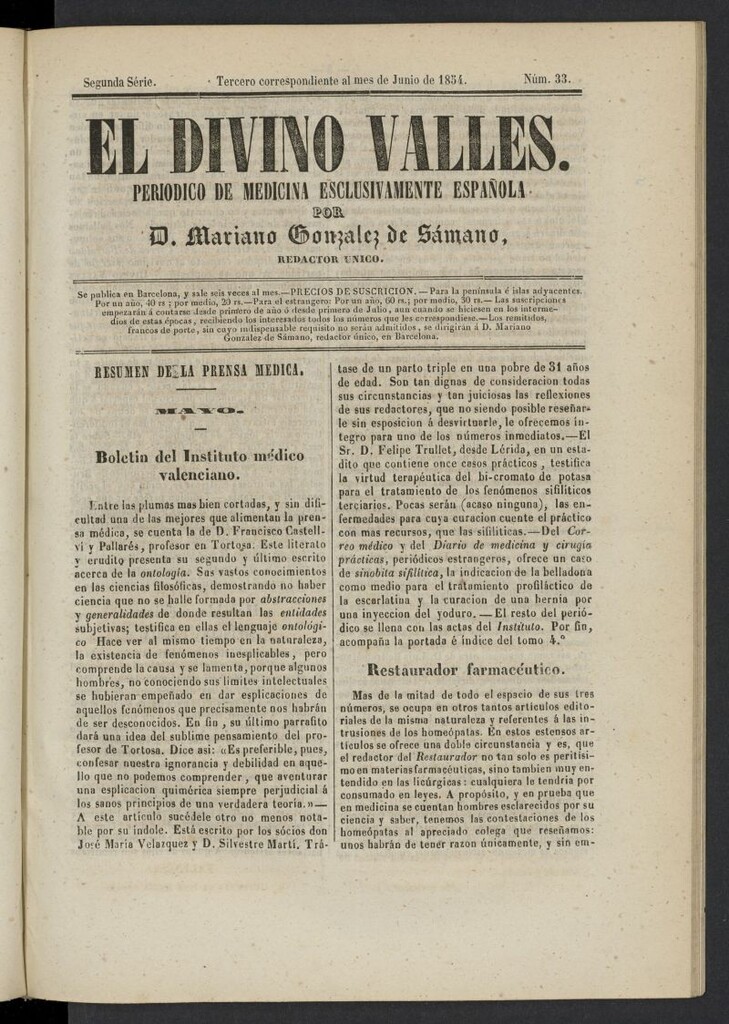 Segunda Série.
Tercero correspondiente al mes de Junio de 1854.
Núm. 33.
EL DIVINO VALLES.
PERIODICO DE MEDICINA ESCLUSIVAMENTE ESPAÑOLA
POR
D. Mariano Gonzalez de Sámano,
REDACTOR UNICO.
Se publica en Barcelona, y sale seis veces al mes.—PRECIOS DE SUSCRICION.—Para la península é islas adyacentes.
Por un año, 40 rs; por medio, 20 rs.—Para el estrangero: Por un año, 60 rs.; por medio, 30 rs.— Las suscripciones
empezarán á contarse desde primero de año ó desde primero de Julio, aun cuando se hiciesen en los interme-
dios de estas épocas, recibiendo los interesados todos los números que les correspondiese.—Los remitidos,
francos de porte, sin cuyo indispensable requisito no serán admitidos, se dirigirán á D. Mariano
Gonzalez de Sámano, redactor único, en Barcelona.
RESUMEN DE LA PRENSA MEDICA.
MAYO.
Boletin del Instituto médico
valenciano.
Entre las plumas mas bien cortadas, y sin difi-
cultad una de las mejores que alimentan la pren-
sa médica, se cuenta la de D. Francisco Castell-
ví y Pallarés, profesor en Tortosa. Este literato
y erudito presenta su segundo y último escrito
acerca de la ontología. Sus vastos conocimientos
en las ciencias filosóficas, demostrando no haber
ciencia que no se halle formada por abstracciones
y generalidades de donde resultan las entidades
subjetivas; testifica en ellas el lenguaje ontológi-
co Hace ver al mismo tiempo en la naturaleza,
la existencia de fenómenos inesplicables, pero
comprende la causa y se lamenta, porque algunos
hombres, no conociendo sus límites intelectuales
se hubieran empeñado en dar esplicaciones de
aquellos fenómenos que precisamente nos habrán
de ser desconocidos. En fin, su último parrafito
dará una idea del sublime pensamiento del pro-
fesor de Tortosa. Dice asi: «Es preferible, pues,
confesar nuestra ignorancia y debilidad en aque-
llo que no podemos comprender, que aventurar
una esplicacion quimérica siempre perjudicial á
los sanos principios de una verdadera teoría.»—
A este artículo sucédele otro no menos nota-
ble por su índole. Está escrito por los sócios don
José María Velazquez y D. Silvestre Martí. Trá-
tase de un parto triple en una pobre de 31 años
de edad. Son tan dignas de consideracion todas
sus circunstancias y tan juiciosas las reflexiones
de sus redactores, que no siendo posible reseñar-
le sin esposicion á desvirtuarle, le ofrecemos ín-
tegro para uno de los números inmediatos.—El
Sr. D. Felipe Trullet, desde Lérida, en un esta-
dito que contiene once casos prácticos, testifica
la virtud terapéutica del bi-cromato de potasa
para el tratamiento de los fenómenos sifilíticos
terciarios. Pocas serán (acaso ninguna), las en-
fermedades para cuya curacion cuente el práctico
con mas recursos, que las sifilíticas.—Del Cor-
reo médico y del Diario de medicina y cirugía
prácticas, periódicos estrangeros, ofrece un caso
de sinobita sifilítica, la indicacion de la belladona
como medio para el tratamiento profiláctico de
la escarlatina y la curacion de una hernia por
una inyeccion del yoduro. — El resto del perió-
dico se llena con las actas del Instituto. Por fin,
acompaña la portada é índice del tomo 4.°
Restaurador farmacéutico.
Mas de la mitad de todo el espacio de sus tres
números, se ocupa en otros tantos artículos edito-
riales de la misma naturaleza y referentes á las in-
trusiones de los homeópatas. En estos estensos ar-
tículos se ofrece una doble circunstancia y es, que
el redactor del Restaurador no tan solo es peritísi-
mo en materias farmacéuticas, sino tambien muy en-
tendido en las licúrgicas: cualquiera le tendria por
consumado en leyes. A propósito, y en prueba que
en medicina se cuentan hombres esclarecidos por su
ciencia y saber, tenemos las contestaciones de los
homeópatas al apreciado colega que reseñamos:
unos habrán de tener razon únicamente, y sin em-